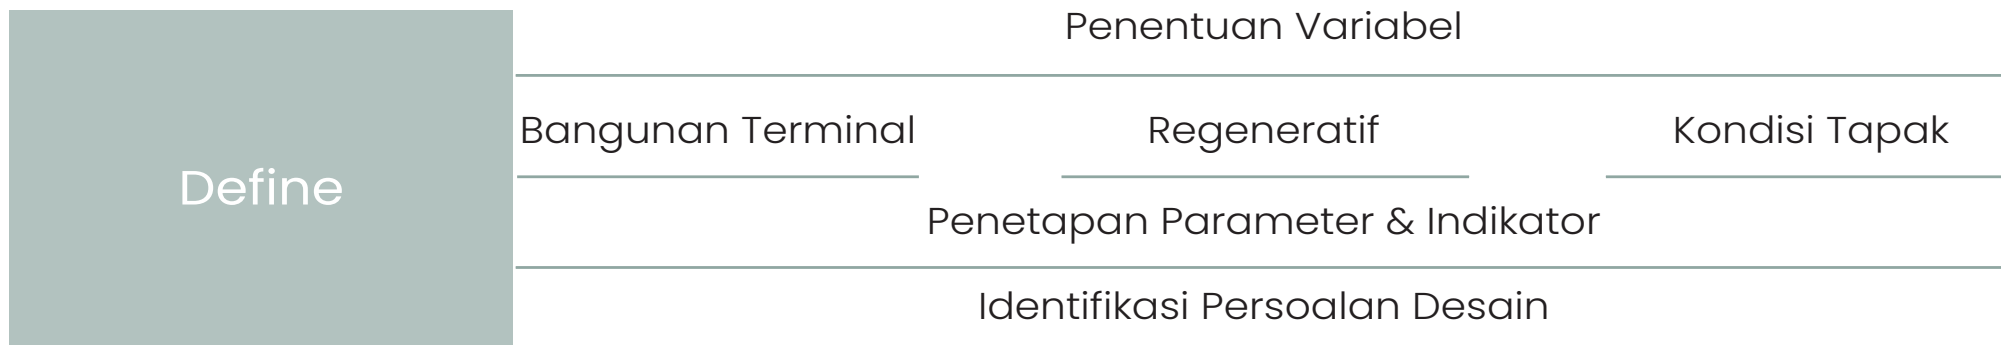 Define
Penentuan Variabel
Bangunan Terminal
Regeneratif
Kondisi Tapak
Penetapan Parameter & Indikator
Identifikasi Persoalan Desain